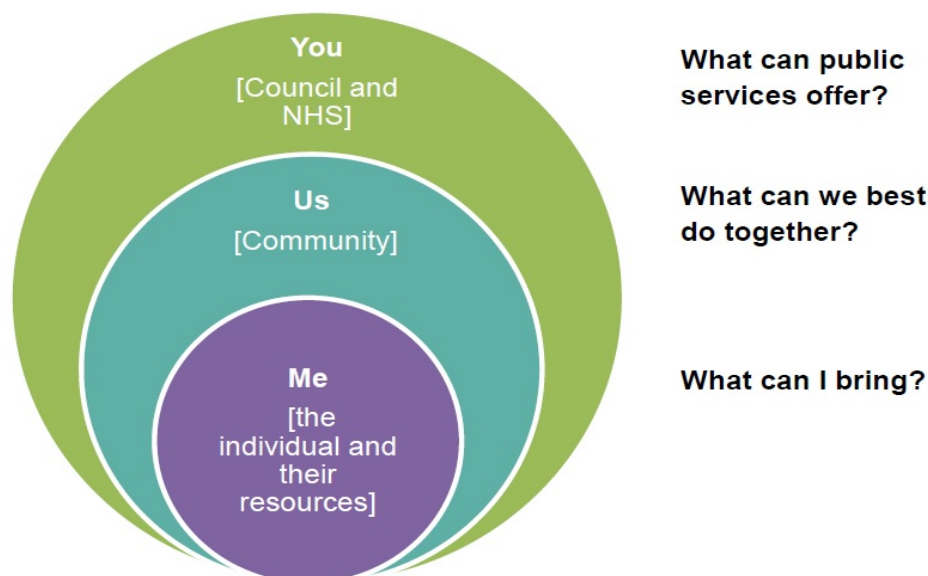 You
[Council and
NHS]
What can public
services offer?
Us
[Community]
What can we best
do together?
Me
[the
individual and
their
resources]
What can I bring?